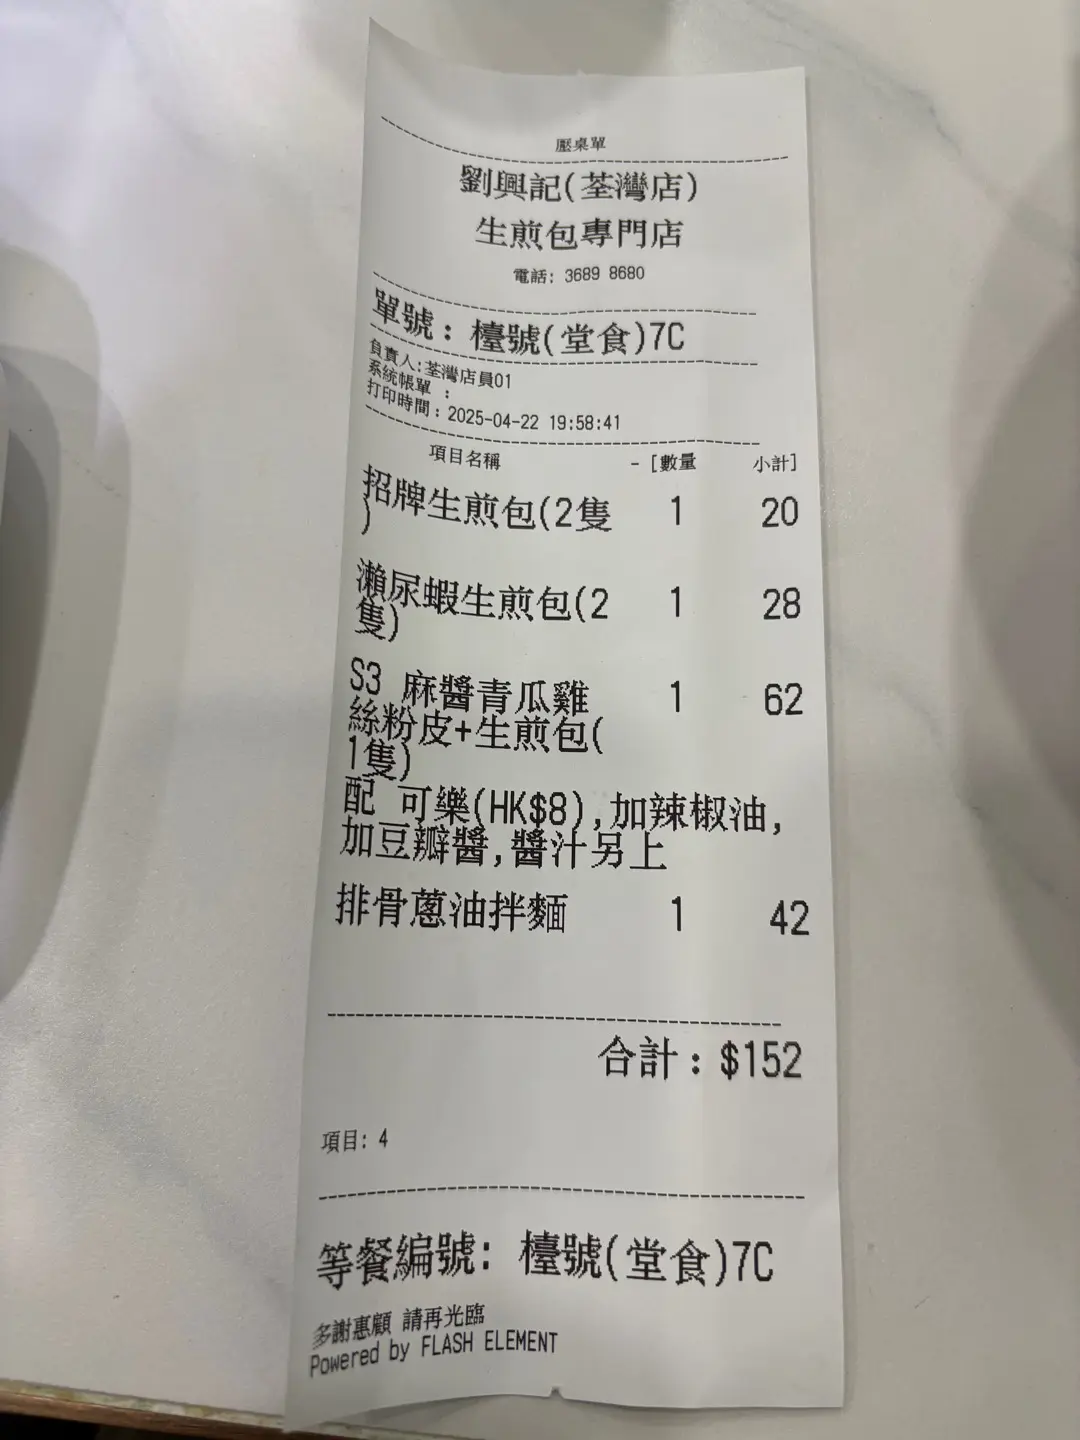 壓桌單
劉興記(荃灣店)
生煎包專門店
電話: 3689 8680
單號: 檯號(堂食)7C
負責人:荃灣店員01
系統帳單 :
打印時間:2025-04-22 19:58:41
項目名稱 - [數量 小計]
招牌生煎包(2隻 1 20
)
瀨尿蝦生煎包(2 1 28
隻)
S3 麻醬青瓜雞 1 62
絲粉皮+生煎包(
1隻)
配 可樂(HK$8),加辣椒油,
加豆瓣醬,醬汁另上
排骨蔥油拌麵 1 42
合計:$152
項目: 4
等餐編號: 檯號(堂食)7C
多謝惠顧 請再光臨
Powered by FLASH ELEMENT